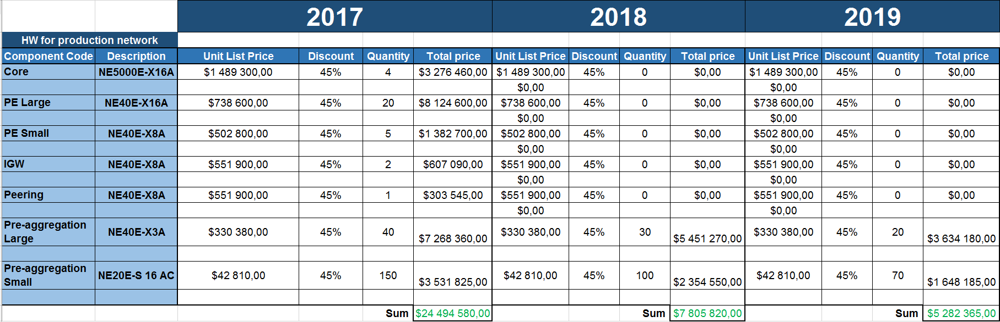 2017 2018 2019
HW for production network
Component Code Description Unit List Price Discount Quantity Total price Unit List Price Discount Quantity Total price Unit List Price Discount Quantity Total price
Core NE5000E-X16A $1 489 300,00 45% 4 $3 276 460,00 $1 489 300,00 45% 0 $0,00 $1 489 300,00 45% 0 $0,00
$0,00 $0,00
PE Large NE40E-X16A $738 600,00 45% 20 $8 124 600,00 $738 600,00 45% 0 $0,00 $738 600,00 45% 0 $0,00
$0,00 $0,00
PE Small NE40E-X8A $502 800,00 45% 5 $1 382 700,00 $502 800,00 45% 0 $0,00 $502 800,00 45% 0 $0,00
$0,00 $0,00
IGW NE40E-X8A $551 900,00 45% 2 $607 090,00 $551 900,00 45% 0 $0,00 $551 900,00 45% 0 $0,00
$0,00 $0,00
Peering NE40E-X8A $551 900,00 45% 1 $303 545,00 $551 900,00 45% 0 $0,00 $551 900,00 45% 0 $0,00
$0,00 $0,00
Pre-aggregation
Large NE40E-X3A $330 380,00 45% 40 $7 268 360,00 $330 380,00 45% 30 $5 451 270,00 $330 380,00 45% 20 $3 634 180,00
Pre-aggregation
Small NE20E-S 16 AC $42 810,00 45% 150 $3 531 825,00 $42 810,00 45% 100 $2 354 550,00 $42 810,00 45% 70 $1 648 185,00
Sum $24 494 580,00 Sum $7 805 820,00 Sum $5 282 365,00